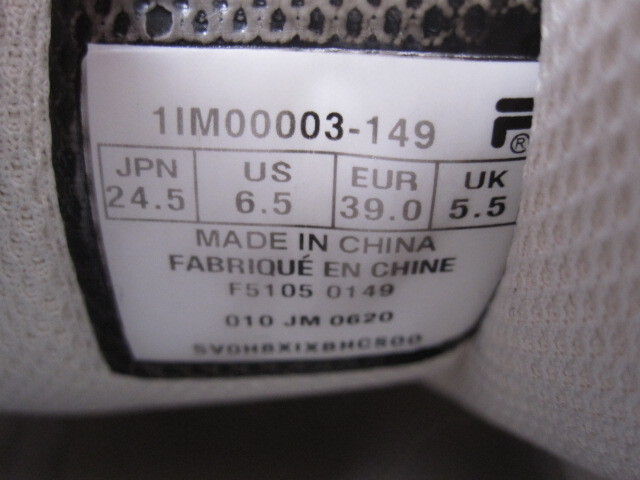 1IM00003-149
F®
JPN US EUR UK
24.5 6.5 39.0 5.5
MADE IN CHINA
FABRIQUÉ EN CHINE
F5105 0149
010 JM 0620